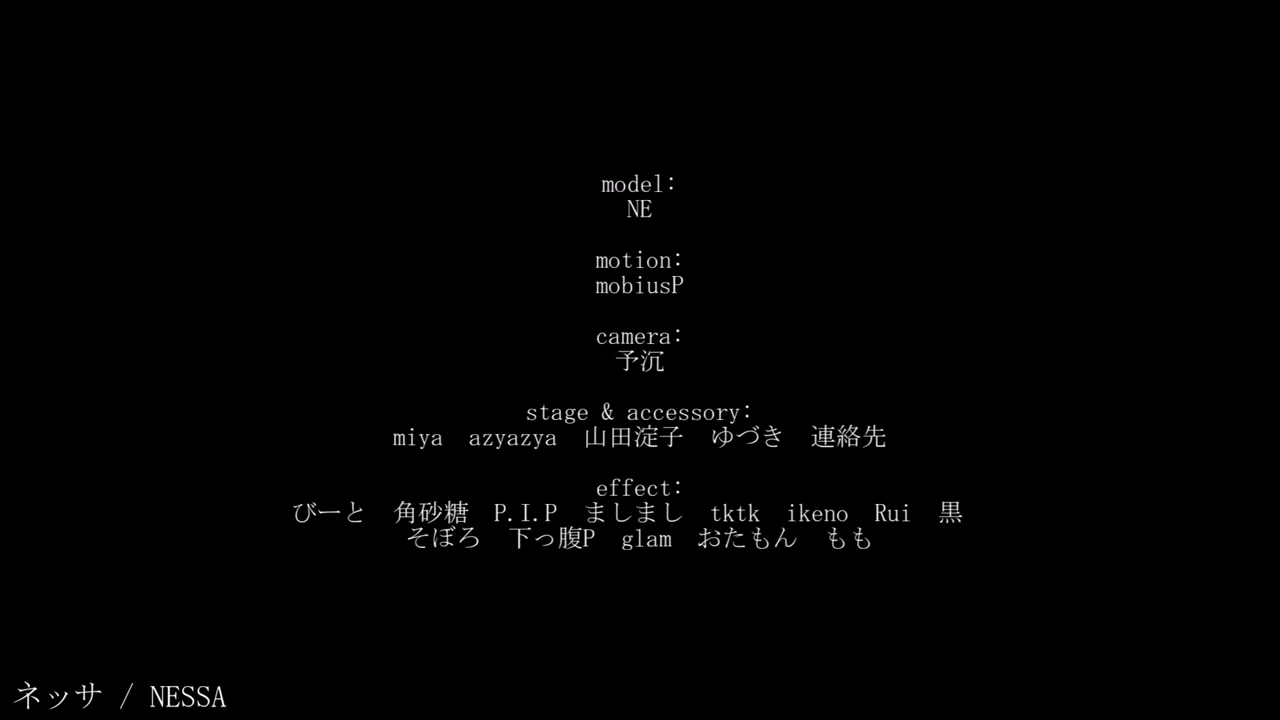 model:
NE
motion:
mobiusP
camera:
予沉
stage & accessory:
miya　azyazya　山田淀子　ゆづき　連絡先
effect:
びーと　角砂糖　P.I.P　ましまし　tktk　ikeno　Rui　黒
そぼろ　下っ腹P　glam　おたもん　もも
ネッサ / NESSA